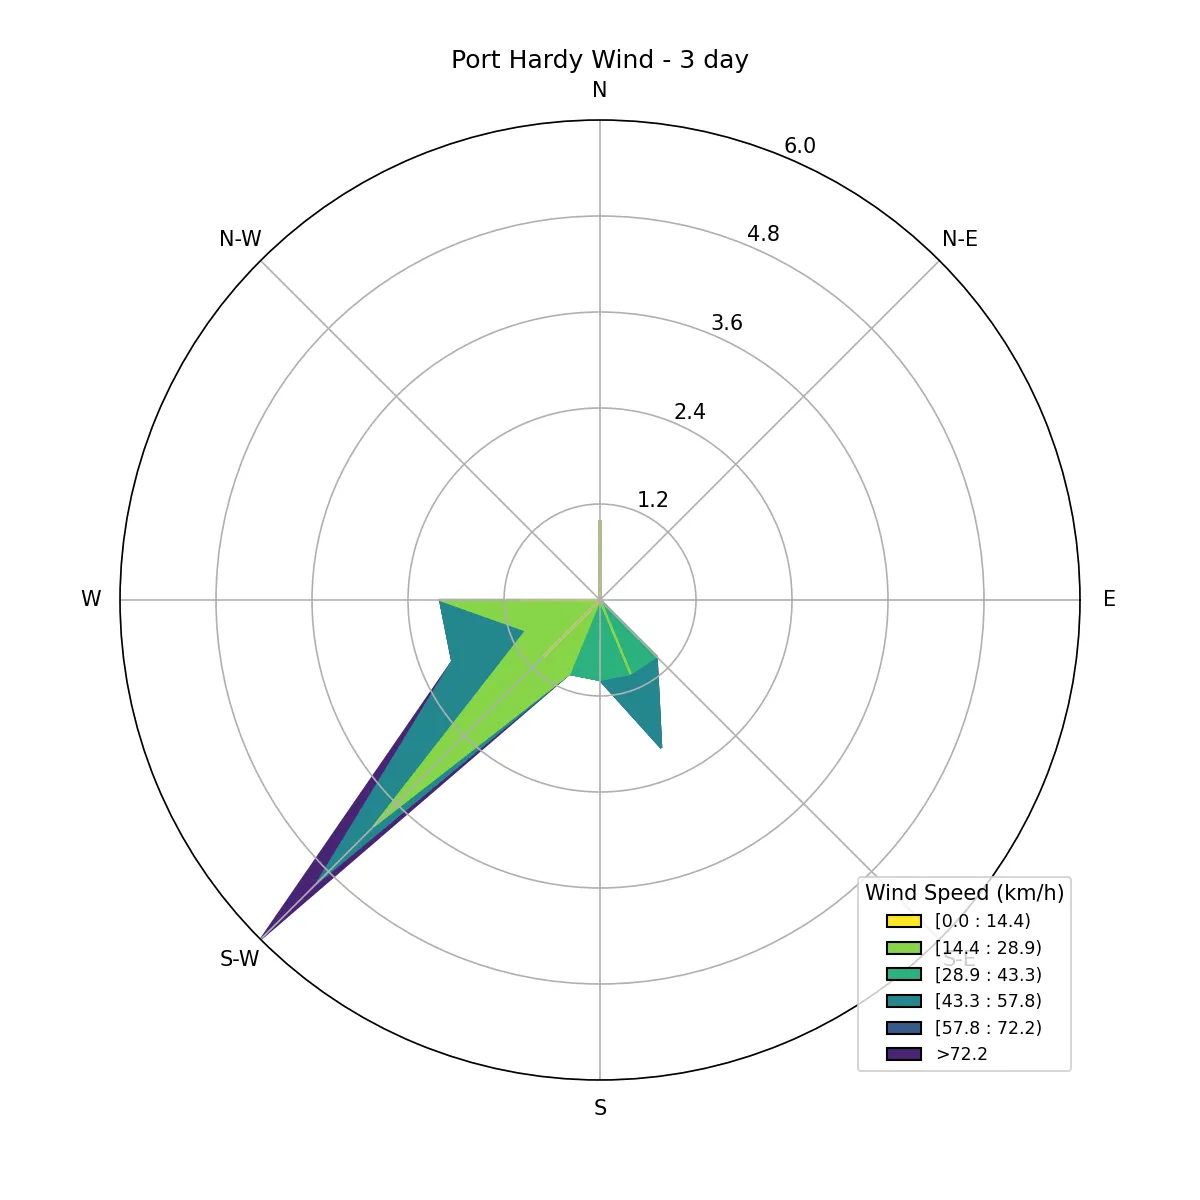 Port Hardy Wind - 3 day
N
6.0
N-W
N-E
4.8
3.6
2.4
1.2
W
E
S-W
S-E
Wind Speed (km/h)
[0.0 : 14.4)
[14.4 : 28.9)
[28.9 : 43.3)
[43.3 : 57.8)
[57.8 : 72.2)
>72.2
S